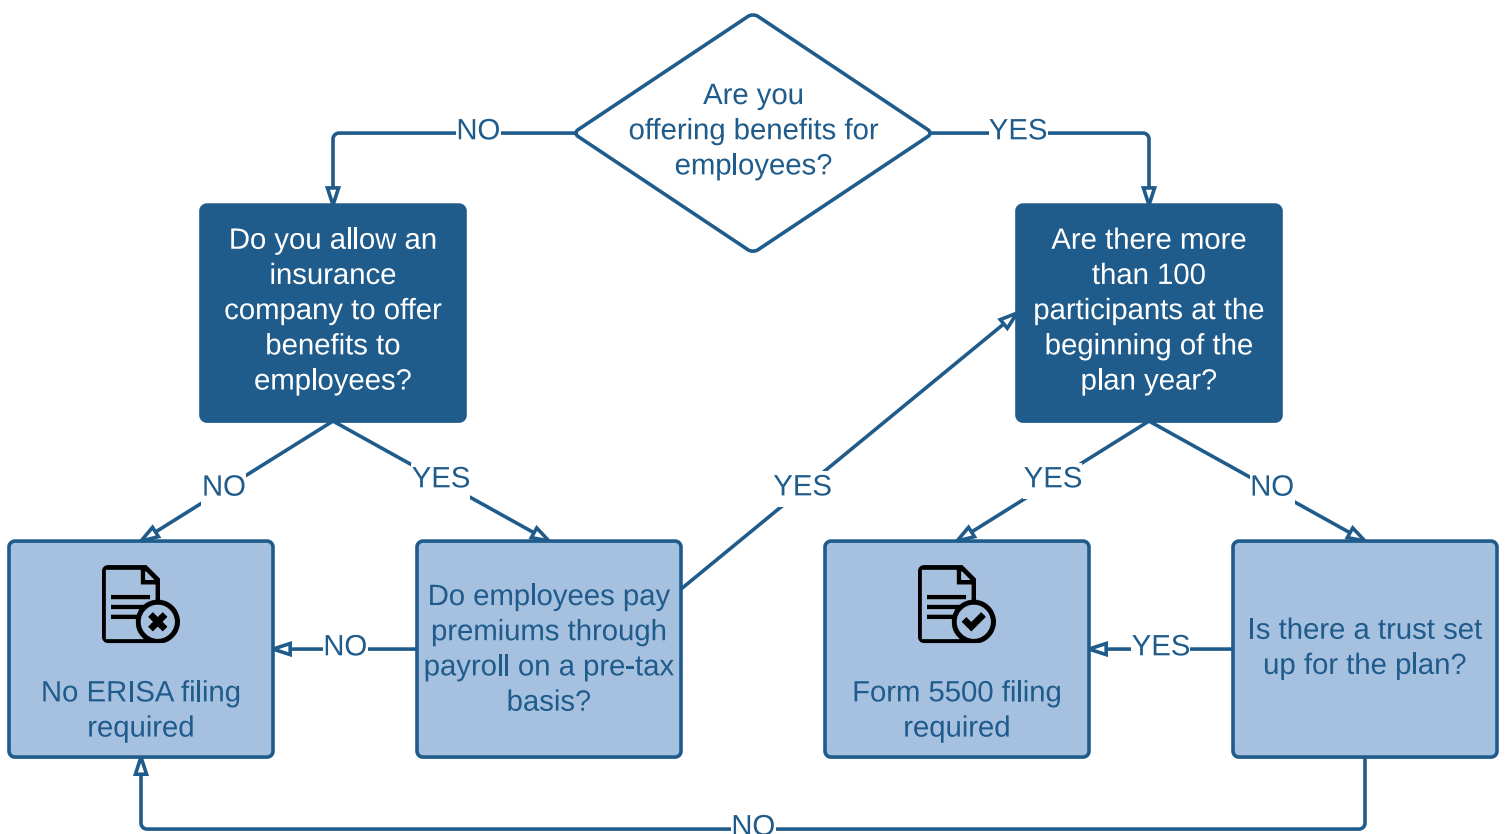 Are you
offering benefits for
employees?
NO
YES
Do you allow an
insurance
company to offer
benefits to
employees?
Are there more
than 100
participants at the
beginning of the
plan year?
NO
YES
YES
YES
NO
No ERISA filing
required
NO
Do employees pay
premiums through
payroll on a pre-tax
basis?
Form 5500 filing
required
YES
Is there a trust set
up for the plan?
NO